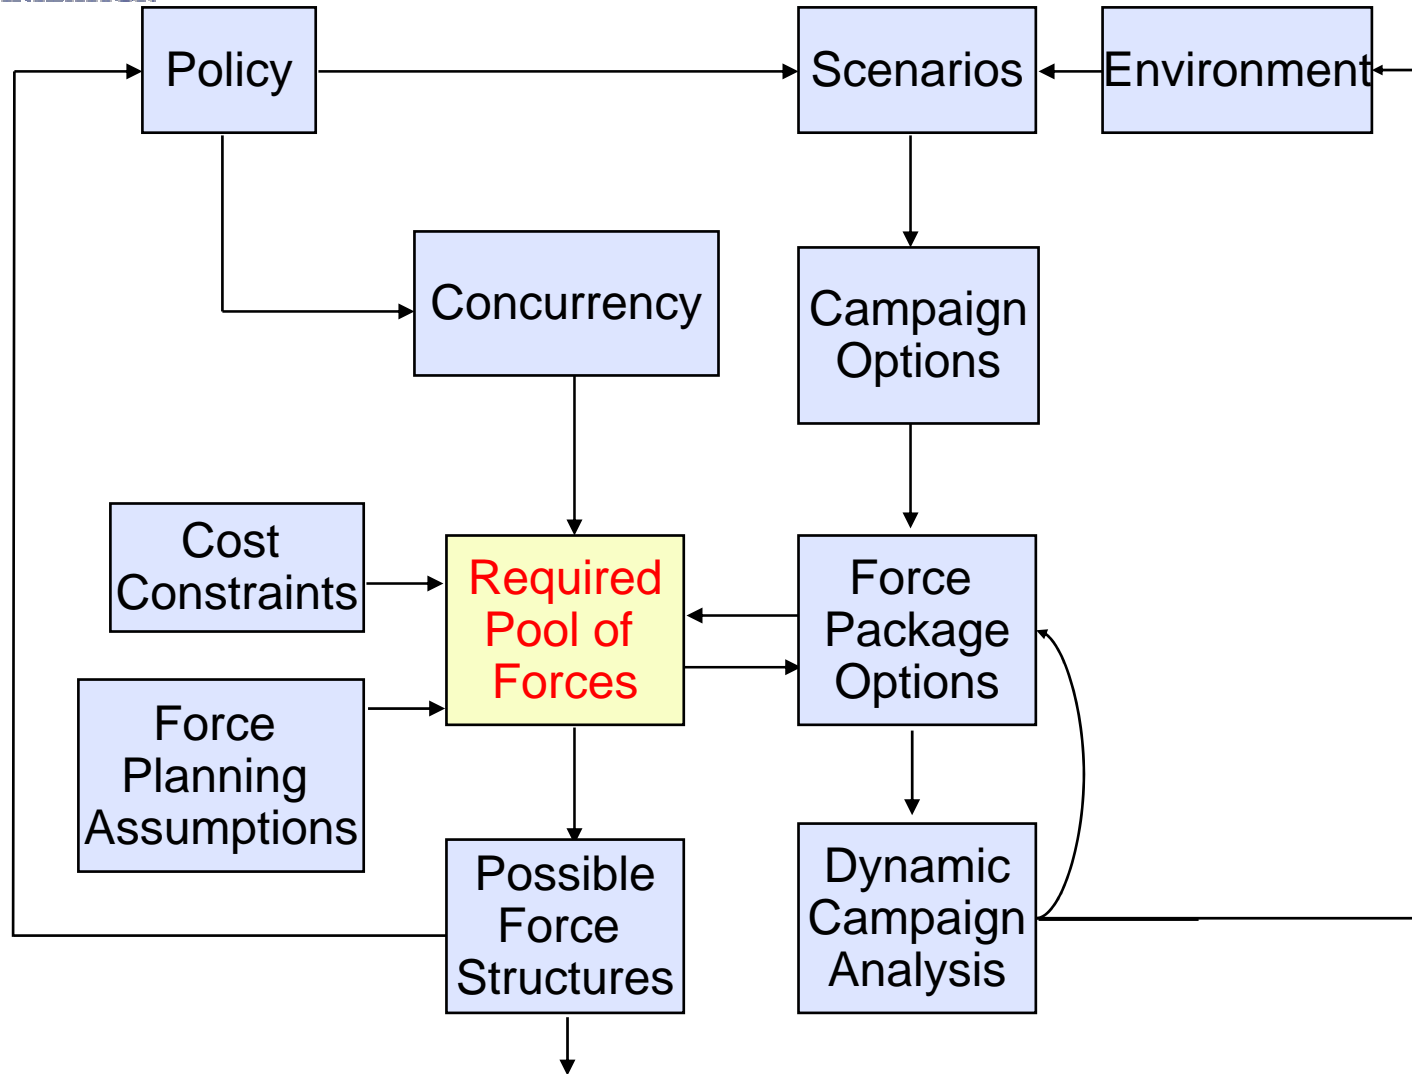 Policy
Scenarios
Environment
Concurrency
Campaign
Options
Cost
Constraints
Required
Pool of
Forces
Force
Package
Options
Force
Planning
Assumptions
Possible
Force
Structures
Dynamic
Campaign
Analysis